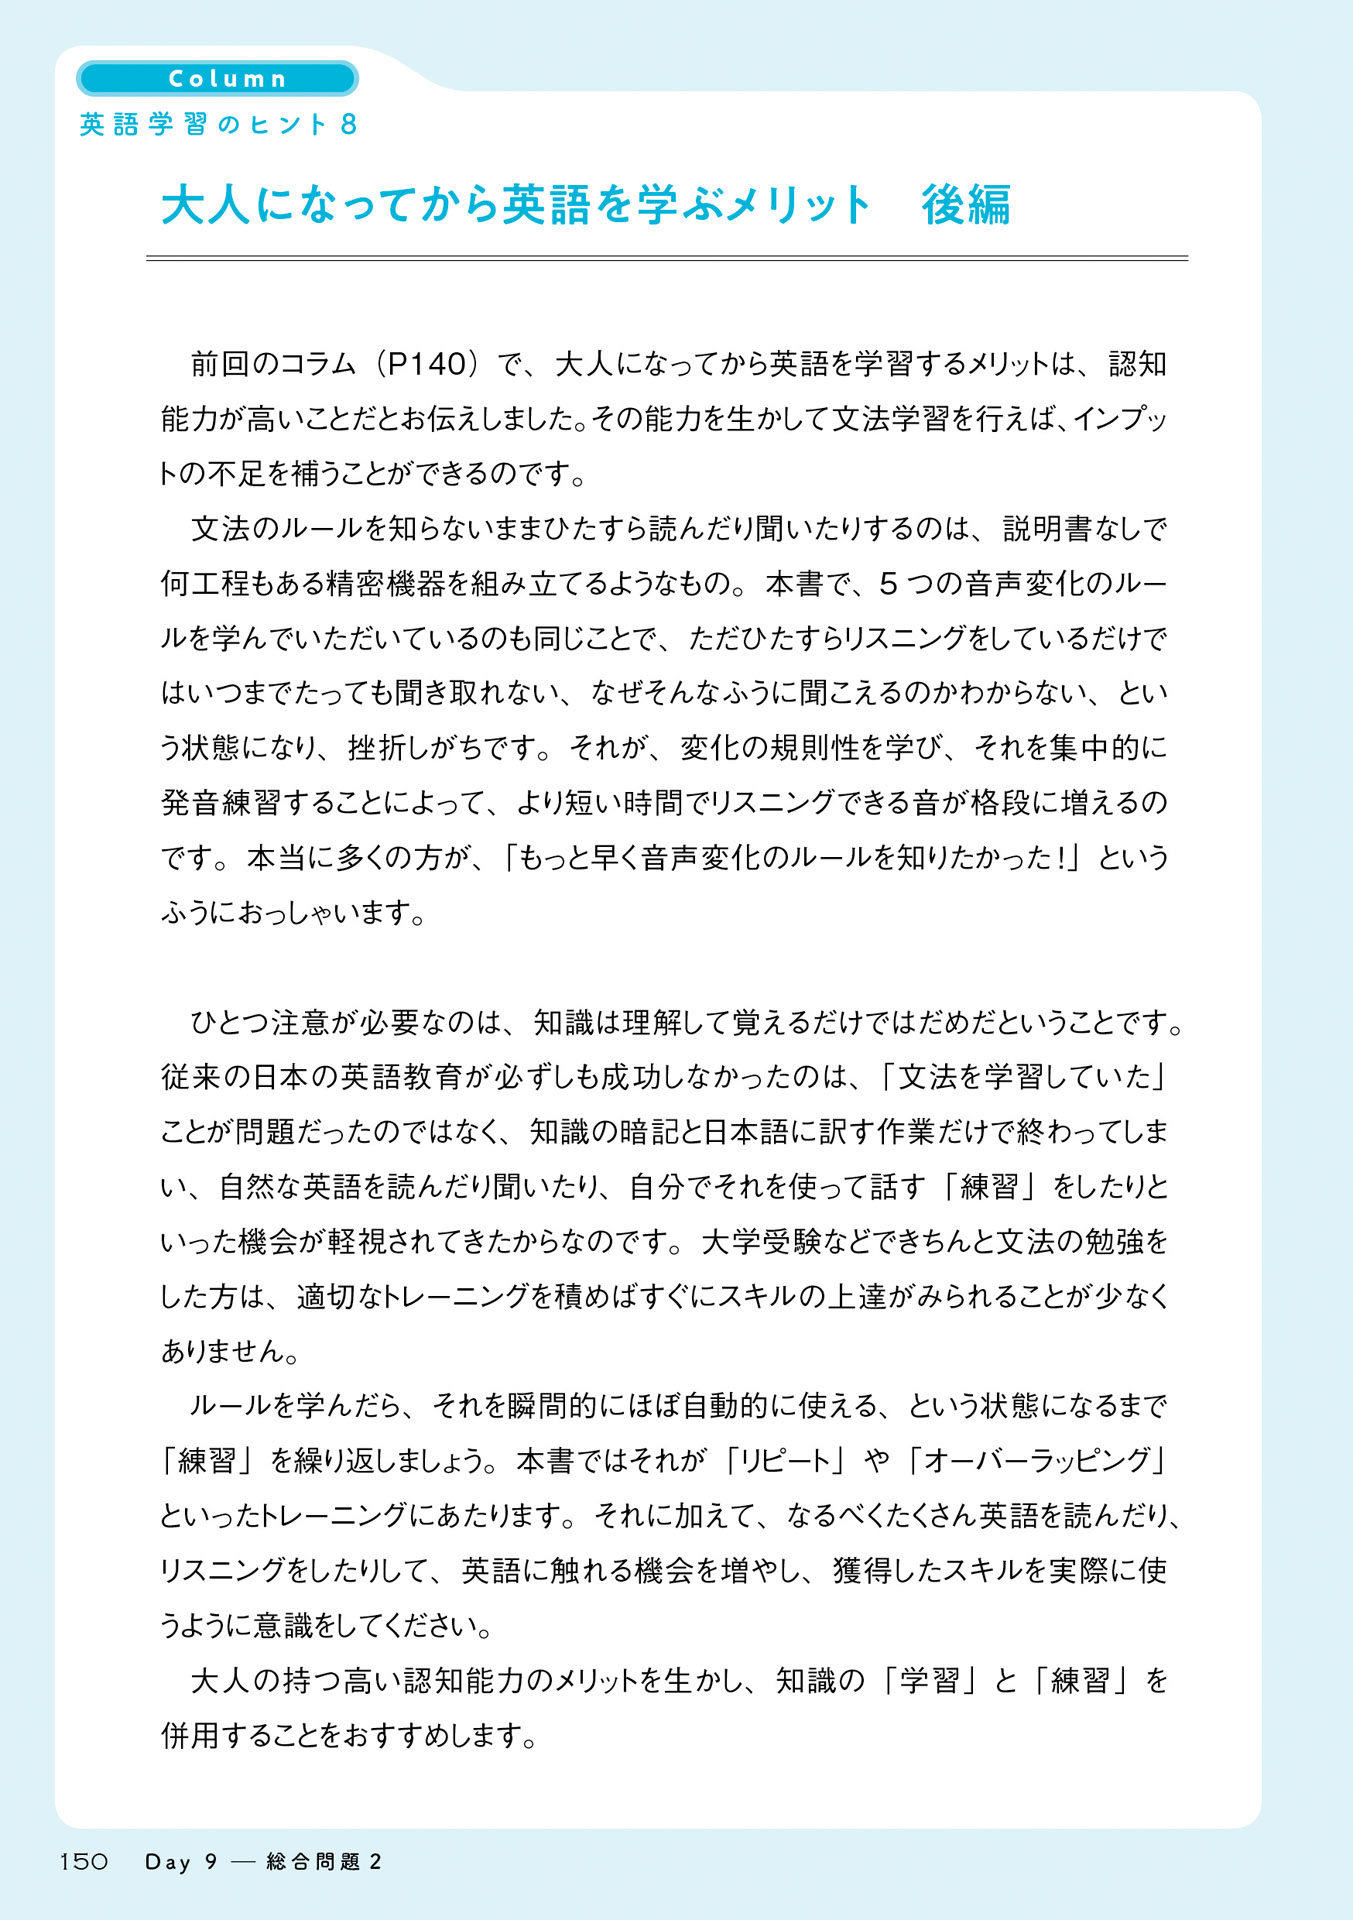 Column
英語学習のヒント8
大人になってから英語を学ぶメリット　後編
　前回のコラム（P140）で、大人になってから英語を学習するメリットは、認知
能力が高いことだとお伝えしました。その能力を生かして文法学習を行えば、インプッ
トの不足を補うことができるのです。
　文法のルールを知らないままひたすら読んだり聞いたりするのは、説明書なしで
何工程もある精密機器を組み立てるようなもの。本書で、5つの音声変化のルー
ルを学んでいただいているのも同じことで、ただひたすらリスニングをしているだけで
はいつまでたっても聞き取れない、なぜそんなふうに聞こえるのかわからない、とい
う状態になり、挫折しがちです。それが、変化の規則性を学び、それを集中的に
発音練習することによって、より短い時間でリスニングできる音が格段に増えるの
です。本当に多くの方が、「もっと早く音声変化のルールを知りたかった！」という
ふうにおっしゃいます。
　ひとつ注意が必要なのは、知識は理解して覚えるだけではだめだということです。
従来の日本の英語教育が必ずしも成功しなかったのは、「文法を学習していた」
ことが問題だったのではなく、知識の暗記と日本語に訳す作業だけで終わってしま
い、自然な英語を読んだり聞いたり、自分でそれを使って話す「練習」をしたりと
いった機会が軽視されてきたからなのです。大学受験などできちんと文法の勉強を
した方は、適切なトレーニングを積めばすぐにスキルの上達がみられることが少なく
ありません。
　ルールを学んだら、それを瞬間的にほぼ自動的に使える、という状態になるまで
「練習」を繰り返しましょう。本書ではそれが「リピート」や「オーバーラッピング」
といったトレーニングにあたります。それに加えて、なるべくたくさん英語を読んだり、
リスニングをしたりして、英語に触れる機会を増やし、獲得したスキルを実際に使
うように意識をしてください。
　大人の持つ高い認知能力のメリットを生かし、知識の「学習」と「練習」を
併用することをおすすめします。
150　Day 9 — 総合問題2